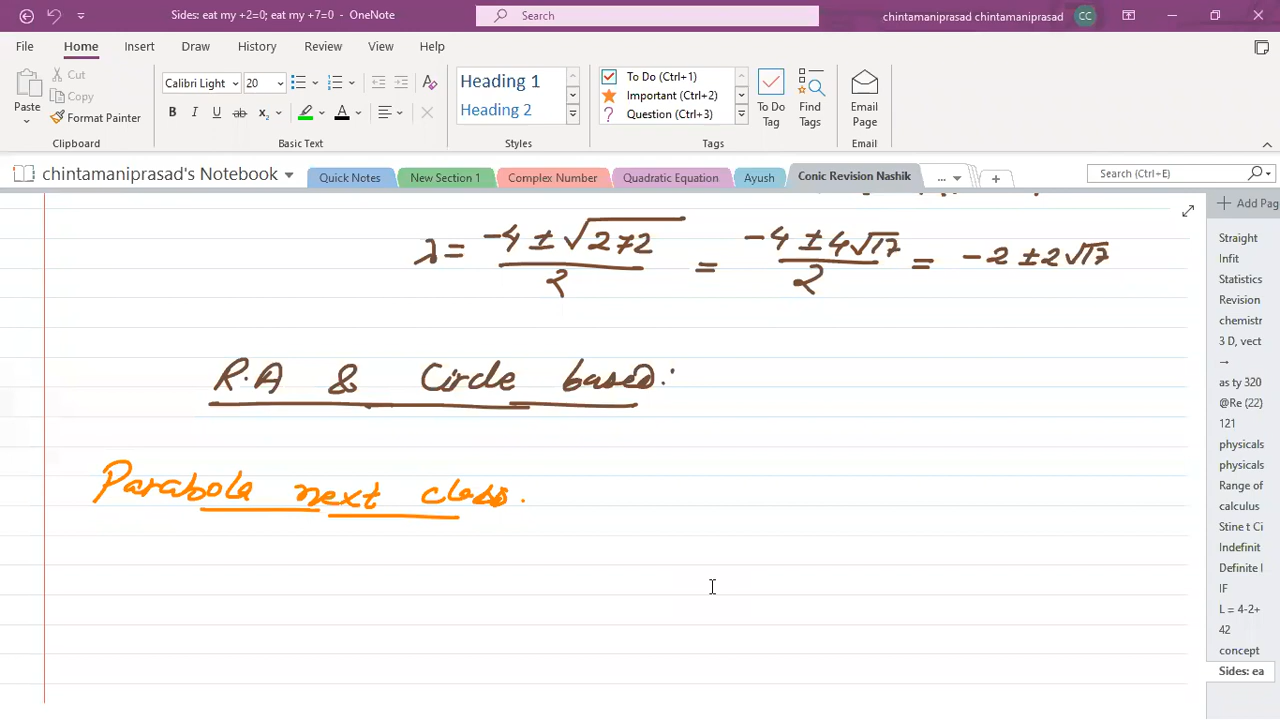 Sides: eat my +2=0; eat my +7=0 - OneNote
Search
chintamaniprasad chintamaniprasad CC
File Home Insert Draw History Review View Help
Paste
Cut
Copy
Format Painter
Clipboard
Calibri Light 20
B I U ab x₂ A
Basic Text
Heading 1
Heading 2
Styles
To Do (Ctrl+1)
Important (Ctrl+2)
Question (Ctrl+3)
To Do Tag
Find Tags
Tags
Email Page
Email
chintamaniprasad's Notebook
Quick Notes New Section 1 Complex Number Quadratic Equation Ayush Conic Revision Nashik ... +
Search (Ctrl+E)
λ = (-4 ± √272)/2 = (-4 ± 4√17)/2 = -2 ± 2√17
R.A & Circle based:
Parabola next class.
+ Add Pag
Straight
Infit
Statistics
Revision
chemistr
3 D, vect
→
as ty 320
@Re (22)
121
physicals
physicals
Range of
calculus
Stine t Ci
Indefinit
Definite I
IF
L = 4-2+
42
concept
Sides: ea